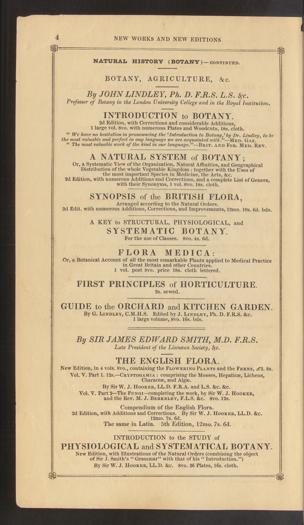 4
NEW WORKS AND NEW EDITIONS
NATURAL HISTORY (BOTANY)—CONTINUED.
BOTANY, AGRICULTURE, &c.
By JOHN LINDLEY, Ph. D. F.R.S. L.S. &c.
Professor of Botany in the London University College and in the Royal Institution.
INTRODUCTION to BOTANY.
2d Edition, with Corrections and considerable Additions,
1 large vol. 8vo. with numerous Plates and Woodcuts, 18s. cloth.
"We have no hesitation in pronouncing the 'Introduction to Botany,' by Dr. Lindley, to be
the most valuable and perfect in any language we are acquainted with."—MED. GAZ.
"The most valuable work of the kind in our language."—BRIT. AND FOR. MED. REV.
A NATURAL SYSTEM of BOTANY;
Or, a Systematic View of the Organization, Natural Affinities, and Geographical
Distribution of the whole Vegetable Kingdom: together with the Uses of
the most important Species in Medicine, the Arts, &c.
2d Edition, with numerous Additions and Corrections, and a complete List of Genera,
with their Synonyms, 1 vol. 8vo. 18s. cloth.
SYNOPSIS of the BRITISH FLORA,
Arranged according to the Natural Orders.
2d Edit. with numerous Additions, Corrections, and Improvements, 12mo. 10s. 6d. bds.
A KEY to STRUCTURAL, PHYSIOLOGICAL, and
SYSTEMATIC BOTANY.
For the use of Classes. 8vo. 4s. 6d.
FLORA MEDICA:
Or, a Botanical Account of all the most remarkable Plants applied to Medical Practice
in Great Britain and other Countries.
1 vol. post 8vo. price 18s. cloth lettered.
FIRST PRINCIPLES of HORTICULTURE.
2s. sewed.
GUIDE to the ORCHARD and KITCHEN GARDEN.
By G. LINDLEY, C.M.H.S. Edited by J. LINDLEY, Ph. D. F.R.S. &c.
1 large volume, 8vo. 16s. bds.
By SIR JAMES EDWARD SMITH, M.D. F.R.S.
Late President of the Linnæan Society, &c.
THE ENGLISH FLORA.
New Edition, in 4 vols. 8vo., containing the FLOWERING PLANTS and the FERNS, £2. 8s.
Vol. V. Part 1. 12s.—CRYPTOGAMIA: comprising the Mosses, Hepaticæ, Lichens,
Characeæ, and Algæ.
By Sir W. J. HOOKER, LL.D. F.R.A. and L.S. &c. &c.
Vol. V. Part 2—The FUNGI—completing the work, by Sir W. J. HOOKER,
and the Rev. M. J. BERKELEY, F.L.S. &c. 8vo. 12s.
Compendium of the English Flora.
2d Edition, with Additions and Corrections. By Sir W. J. HOOKER, LL.D. &c.
12mo. 7s. 6d.
The same in Latin. 5th Edition, 12mo. 7s. 6d.
INTRODUCTION to the STUDY of
PHYSIOLOGICAL and SYSTEMATICAL BOTANY.
New Edition, with Illustrations of the Natural Orders (combining the object
of Sir J. Smith's "Grammar" with that of his "Introduction.")
By Sir W. J. HOOKER, LL.D. &c. 8vo. 36 Plates, 16s. cloth.